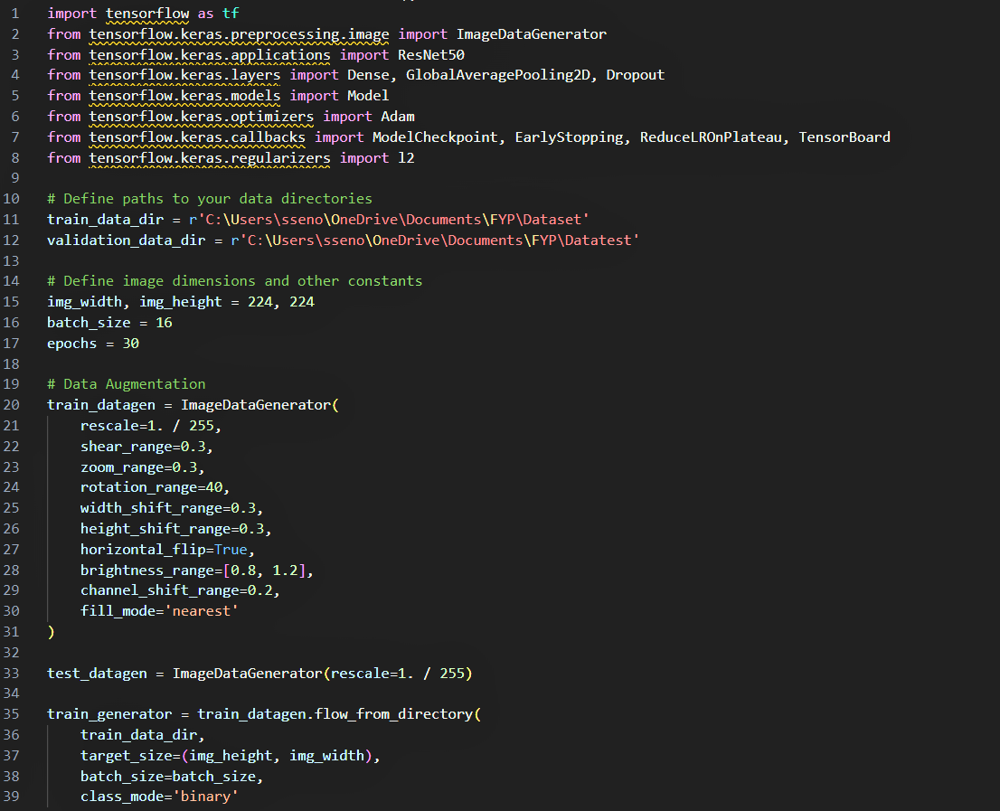 1 import tensorflow as tf
2 from tensorflow.keras.preprocessing.image import ImageDataGenerator
3 from tensorflow.keras.applications import ResNet50
4 from tensorflow.keras.layers import Dense, GlobalAveragePooling2D, Dropout
5 from tensorflow.keras.models import Model
6 from tensorflow.keras.optimizers import Adam
7 from tensorflow.keras.callbacks import ModelCheckpoint, EarlyStopping, ReduceLROnPlateau, TensorBoard
8 from tensorflow.keras.regularizers import l2
9
10 # Define paths to your data directories
11 train_data_dir = r'C:\Users\sseno\OneDrive\Documents\FYP\Dataset'
12 validation_data_dir = r'C:\Users\sseno\OneDrive\Documents\FYP\Datatest'
13
14 # Define image dimensions and other constants
15 img_width, img_height = 224, 224
16 batch_size = 16
17 epochs = 30
18
19 # Data Augmentation
20 train_datagen = ImageDataGenerator(
21     rescale=1. / 255,
22     shear_range=0.3,
23     zoom_range=0.3,
24     rotation_range=40,
25     width_shift_range=0.3,
26     height_shift_range=0.3,
27     horizontal_flip=True,
28     brightness_range=[0.8, 1.2],
29     channel_shift_range=0.2,
30     fill_mode='nearest'
31 )
32
33 test_datagen = ImageDataGenerator(rescale=1. / 255)
34
35 train_generator = train_datagen.flow_from_directory(
36     train_data_dir,
37     target_size=(img_height, img_width),
38     batch_size=batch_size,
39     class_mode='binary'